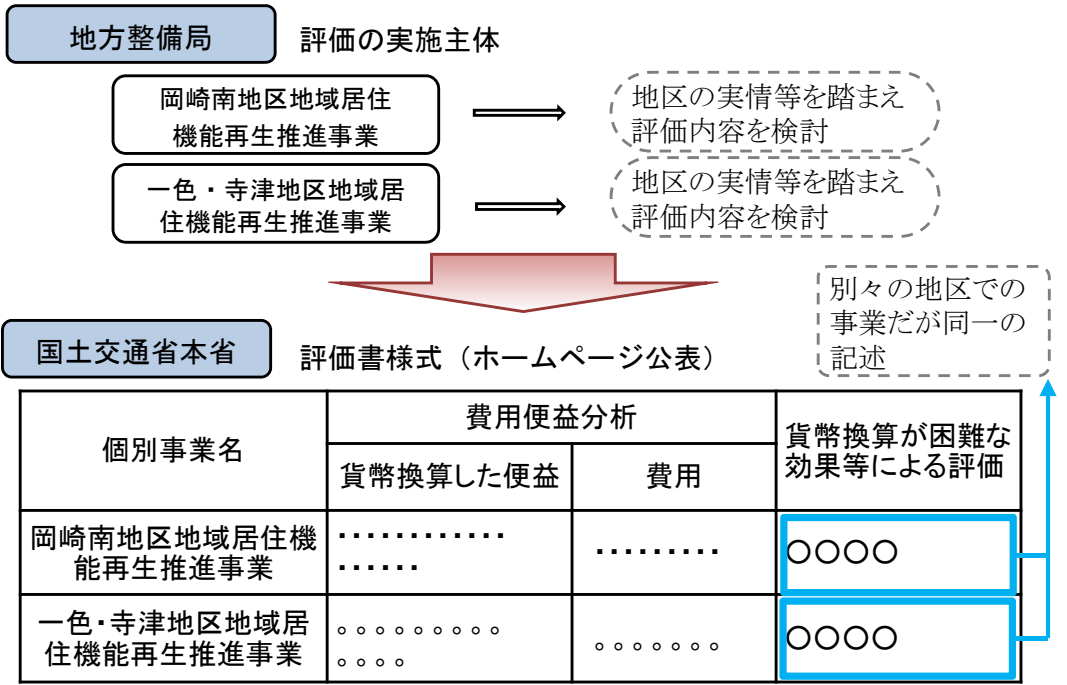 地方整備局
評価の実施主体
岡崎南地区地域居住
機能再生推進事業
地区の実情等を踏まえ
評価内容を検討
一色・寺津地区地域居
住機能再生推進事業
地区の実情等を踏まえ
評価内容を検討
別々の地区での
事業だが同一の
記述
国土交通省本省
評価書様式（ホームページ公表）
個別事業名
費用便益分析
貨幣換算した便益
費用
貨幣換算が困難な
効果等による評価
岡崎南地区地域居住機
能再生推進事業
・・・・・・・・・・・・
・・・・・・
・・・・・・・・・
○○○○
一色・寺津地区地域居
住機能再生推進事業
。。。。。。。。。
。。。。
。。。。。。。
○○○○